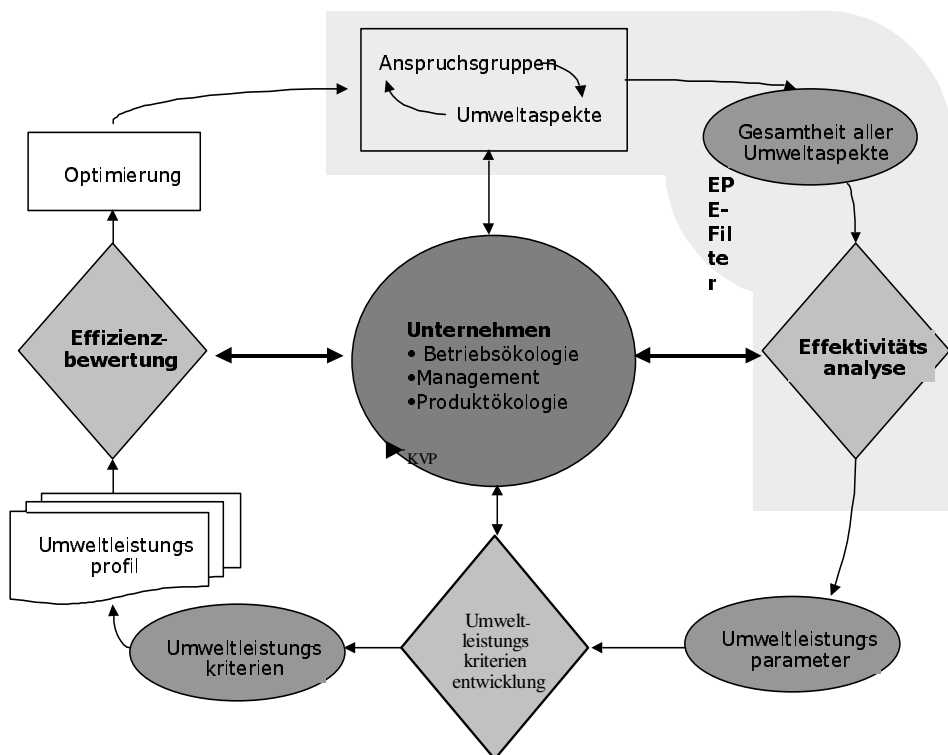 Anspruchsgruppen
Umweltaspekte
Gesamtheit aller
Umweltaspekte
EP
E-
Fil
te
r
Optimierung
Effizienz-
bewertung
Unternehmen
• Betriebsökologie
•Management
•Produktökologie
KVP
Effektivitäts
analyse
Umweltleistungs
profil
Umweltleistungs
kriterien
Umwelt-
leistungs
kriterien
entwicklung
Umweltleistungs
parameter